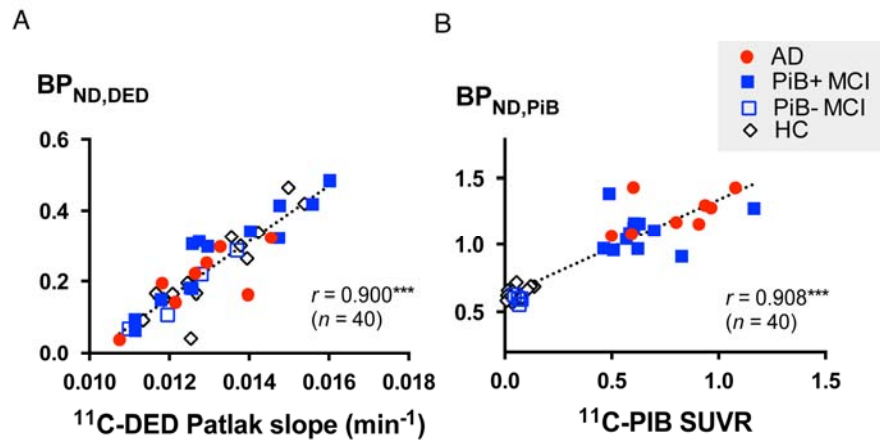 A
BP_ND,DED
0.6
0.4
0.2
0.0
0.010 0.012 0.014 0.016 0.018
r = 0.900***
(n = 40)
¹¹C-DED Patlak slope (min⁻¹)
B
AD
PiB+ MCI
PiB- MCI
HC
BP_ND,PiB
1.5
1.0
0.5
0.0 0.5 1.0 1.5
r = 0.908***
(n = 40)
¹¹C-PIB SUVR